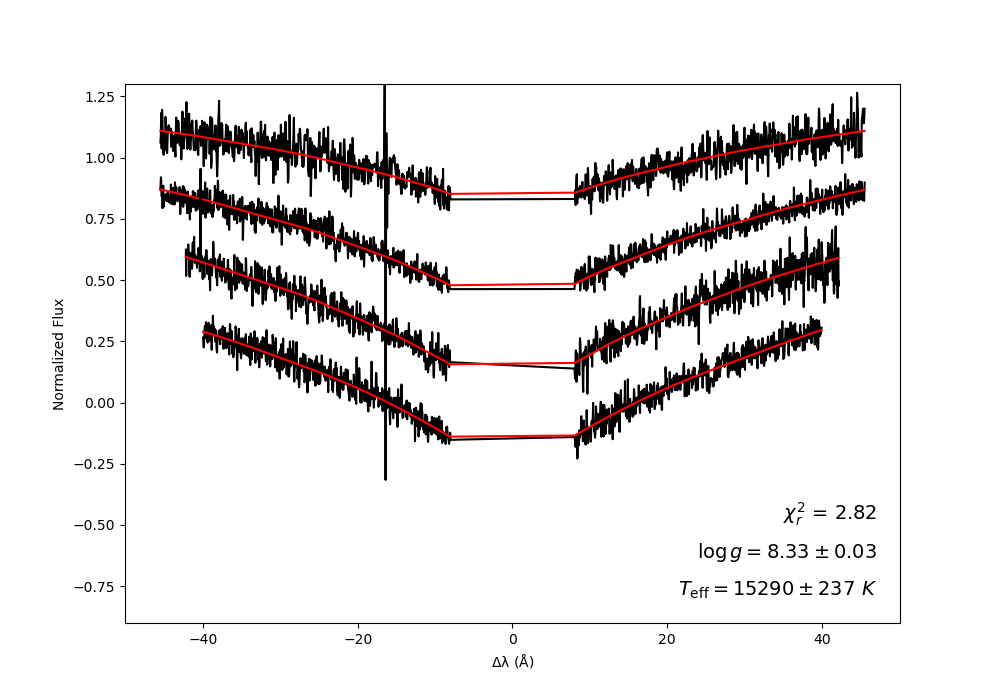 1.25
1.00
0.75
0.50
0.25
0.00
−0.25
−0.50
−0.75
Normalized Flux
χ²ᵣ = 2.82
log g = 8.33 ± 0.03
T_eff = 15290 ± 237 K
−40 −20 0 20 40
Δλ (Å)